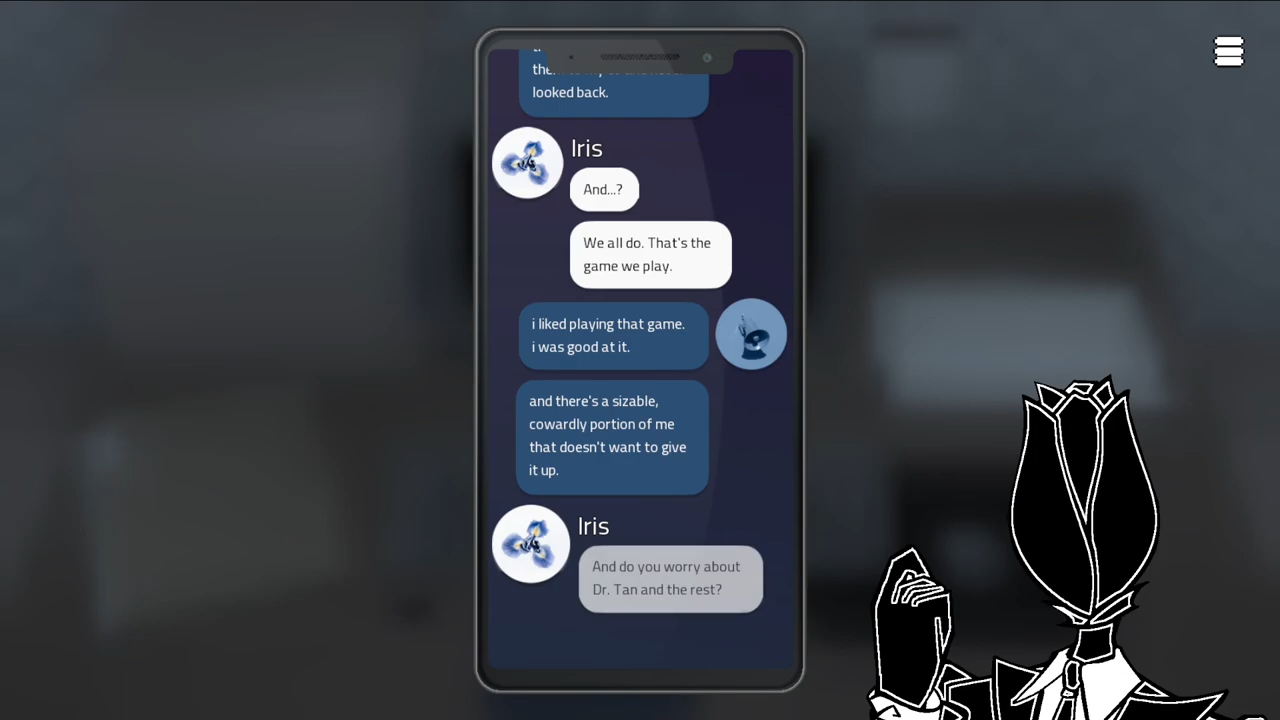 looked back.
Iris
And...?
We all do. That's the
game we play.
i liked playing that game.
i was good at it.
and there's a sizable,
cowardly portion of me
that doesn't want to give
it up.
Iris
And do you worry about
Dr. Tan and the rest?